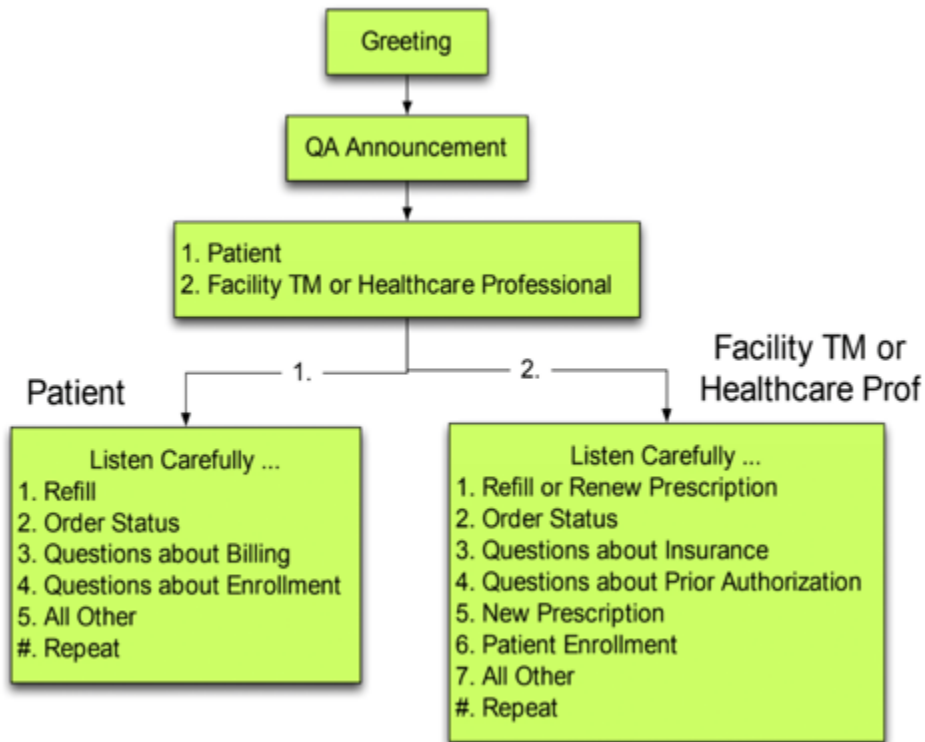 Greeting
QA Announcement
1. Patient
2. Facility TM or Healthcare Professional
1.
2.
Patient
Facility TM or
Healthcare Prof
Listen Carefully ...
1. Refill
2. Order Status
3. Questions about Billing
4. Questions about Enrollment
5. All Other
#. Repeat
Listen Carefully ...
1. Refill or Renew Prescription
2. Order Status
3. Questions about Insurance
4. Questions about Prior Authorization
5. New Prescription
6. Patient Enrollment
7. All Other
#. Repeat